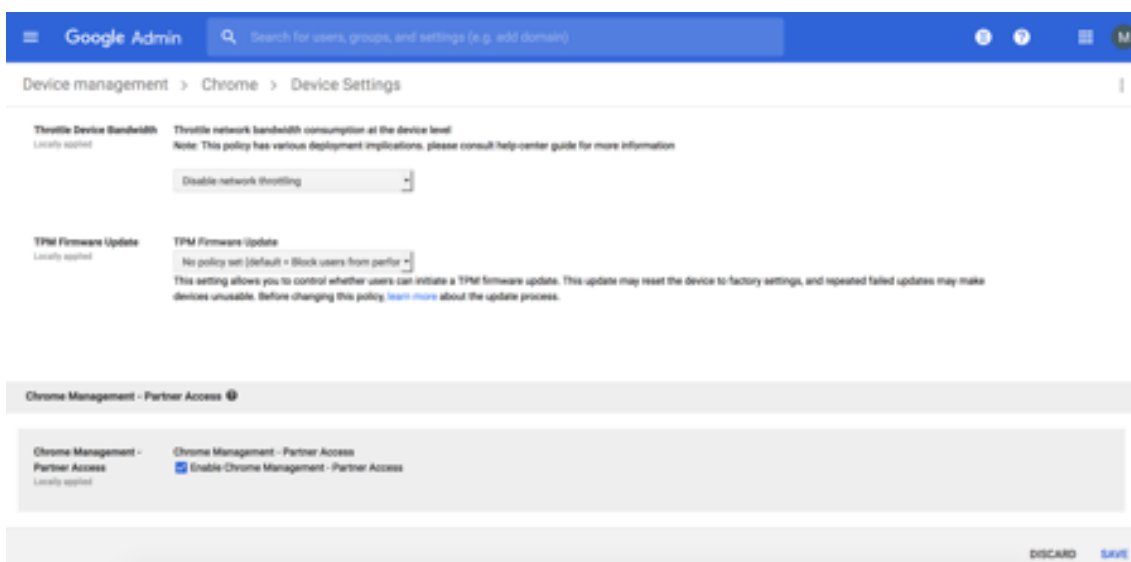 Google Admin
Search for users, groups, and settings (e.g. add domain)
M
Device management > Chrome > Device Settings
Throttle Device Bandwidth
Locally applied
Throttle network bandwidth consumption at the device level
Note: This policy has various deployment implications, please consult help-center guide for more information
Disable network throttling
TPM Firmware Update
Locally applied
TPM Firmware Update
No policy set (default = Block users from perfor
This setting allows you to control whether users can initiate a TPM firmware update. This update may reset the device to factory settings, and repeated failed updates may make
devices unusable. Before changing this policy, learn more about the update process.
Chrome Management - Partner Access
Chrome Management -
Partner Access
Locally applied
Chrome Management - Partner Access
Enable Chrome Management - Partner Access
DISCARD
SAVE